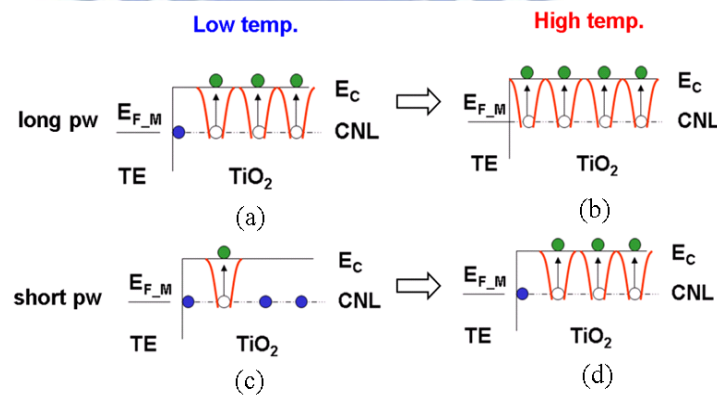 Low temp.
High temp.
long pw
E_F_M
E_C
CNL
TE
TiO₂
(a)
E_F_M
E_C
CNL
TE
TiO₂
(b)
short pw
E_F_M
E_C
CNL
TE
TiO₂
(c)
E_F_M
E_C
CNL
TE
TiO₂
(d)